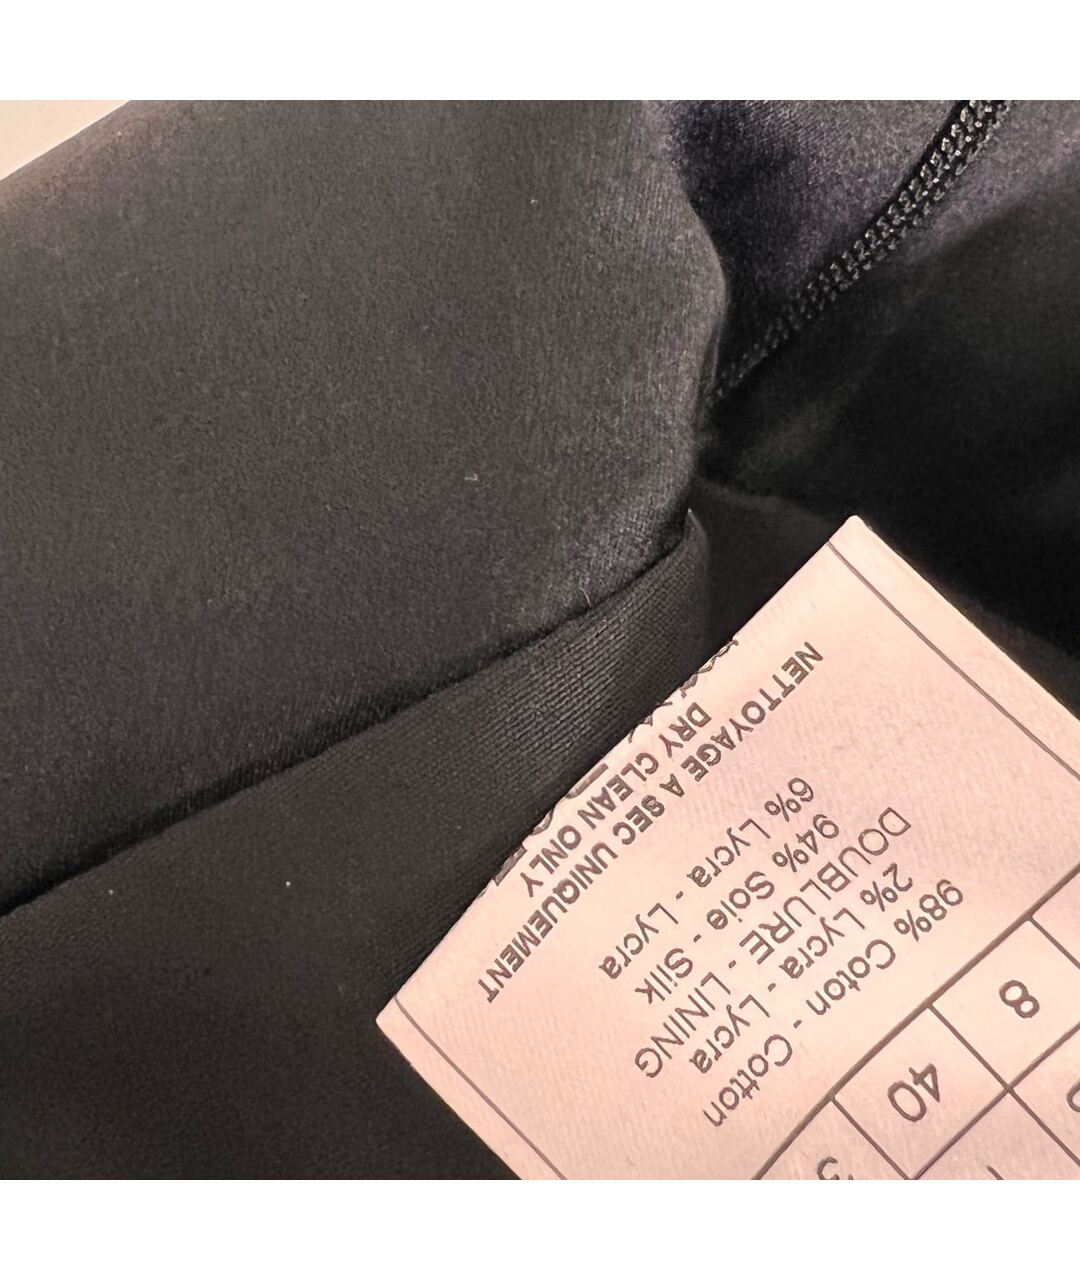 8 40
98% Coton - Cotton
2% Lycra - Lycra
DOUBLURE - LINING
94% Soie - Silk
6% Lycra - Lycra
NETTOYAGE A SEC UNIQUEMENT
DRY CLEAN ONLY